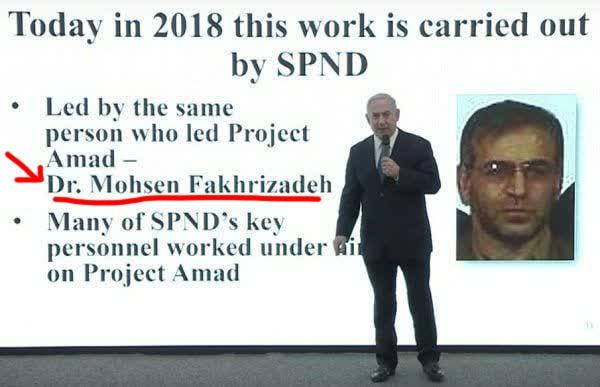 Today in 2018 this work is carried out
by SPND
• Led by the same
person who led Project
Amad –
Dr. Mohsen Fakhrizadeh
• Many of SPND's key
personnel worked under him
on Project Amad